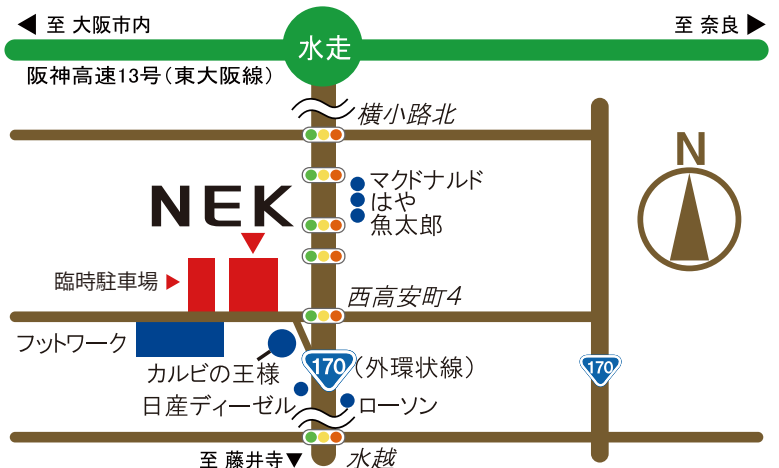 ◀ 至 大阪市内
至 奈良 ▶
水走
阪神高速13号（東大阪線）
横小路北
N
マクドナルド
はや
魚太郎
NEK
臨時駐車場
西高安町4
フットワーク
カルビの王様
170（外環状線）
170
日産ディーゼル
ローソン
至 藤井寺▼
水越